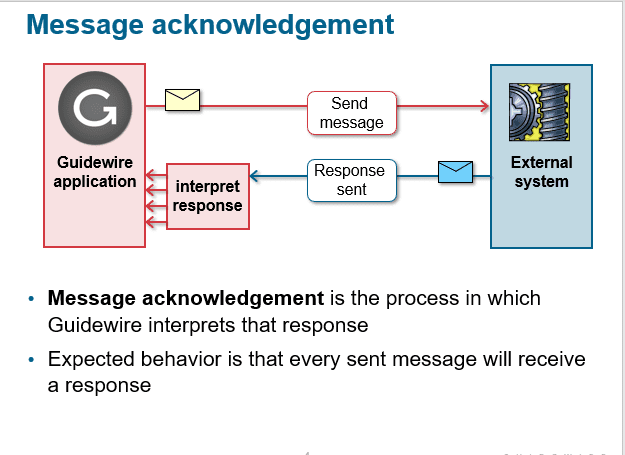 Message acknowledgement
G
Send
message
Guidewire
application
interpret
response
Response
sent
External
system
• Message acknowledgement is the process in which
Guidewire interprets that response
• Expected behavior is that every sent message will receive
a response